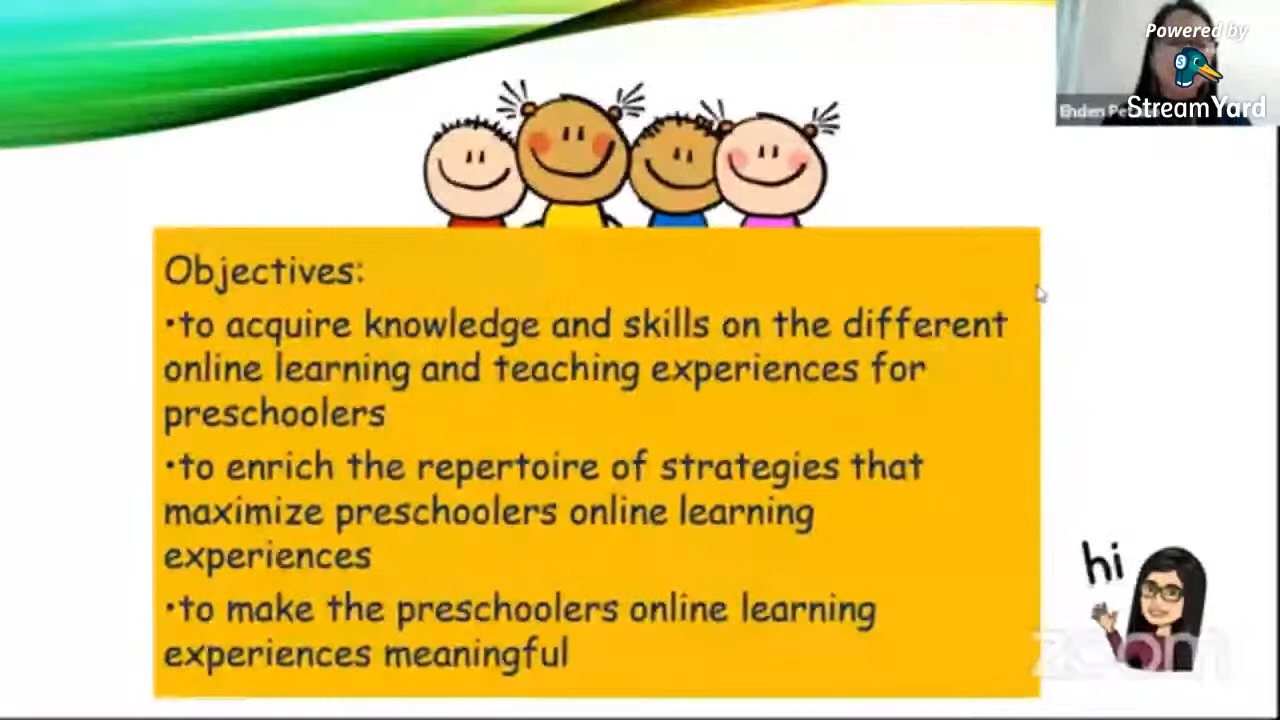 Powered by
StreamYard
Objectives:
•to acquire knowledge and skills on the different
online learning and teaching experiences for
preschoolers
•to enrich the repertoire of strategies that
maximize preschoolers online learning
experiences
•to make the preschoolers online learning
experiences meaningful
hi
zoom